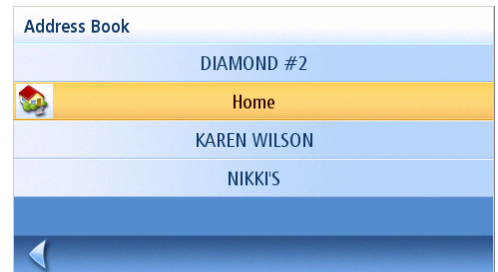 Address Book
DIAMOND #2
Home
KAREN WILSON
NIKKI'S